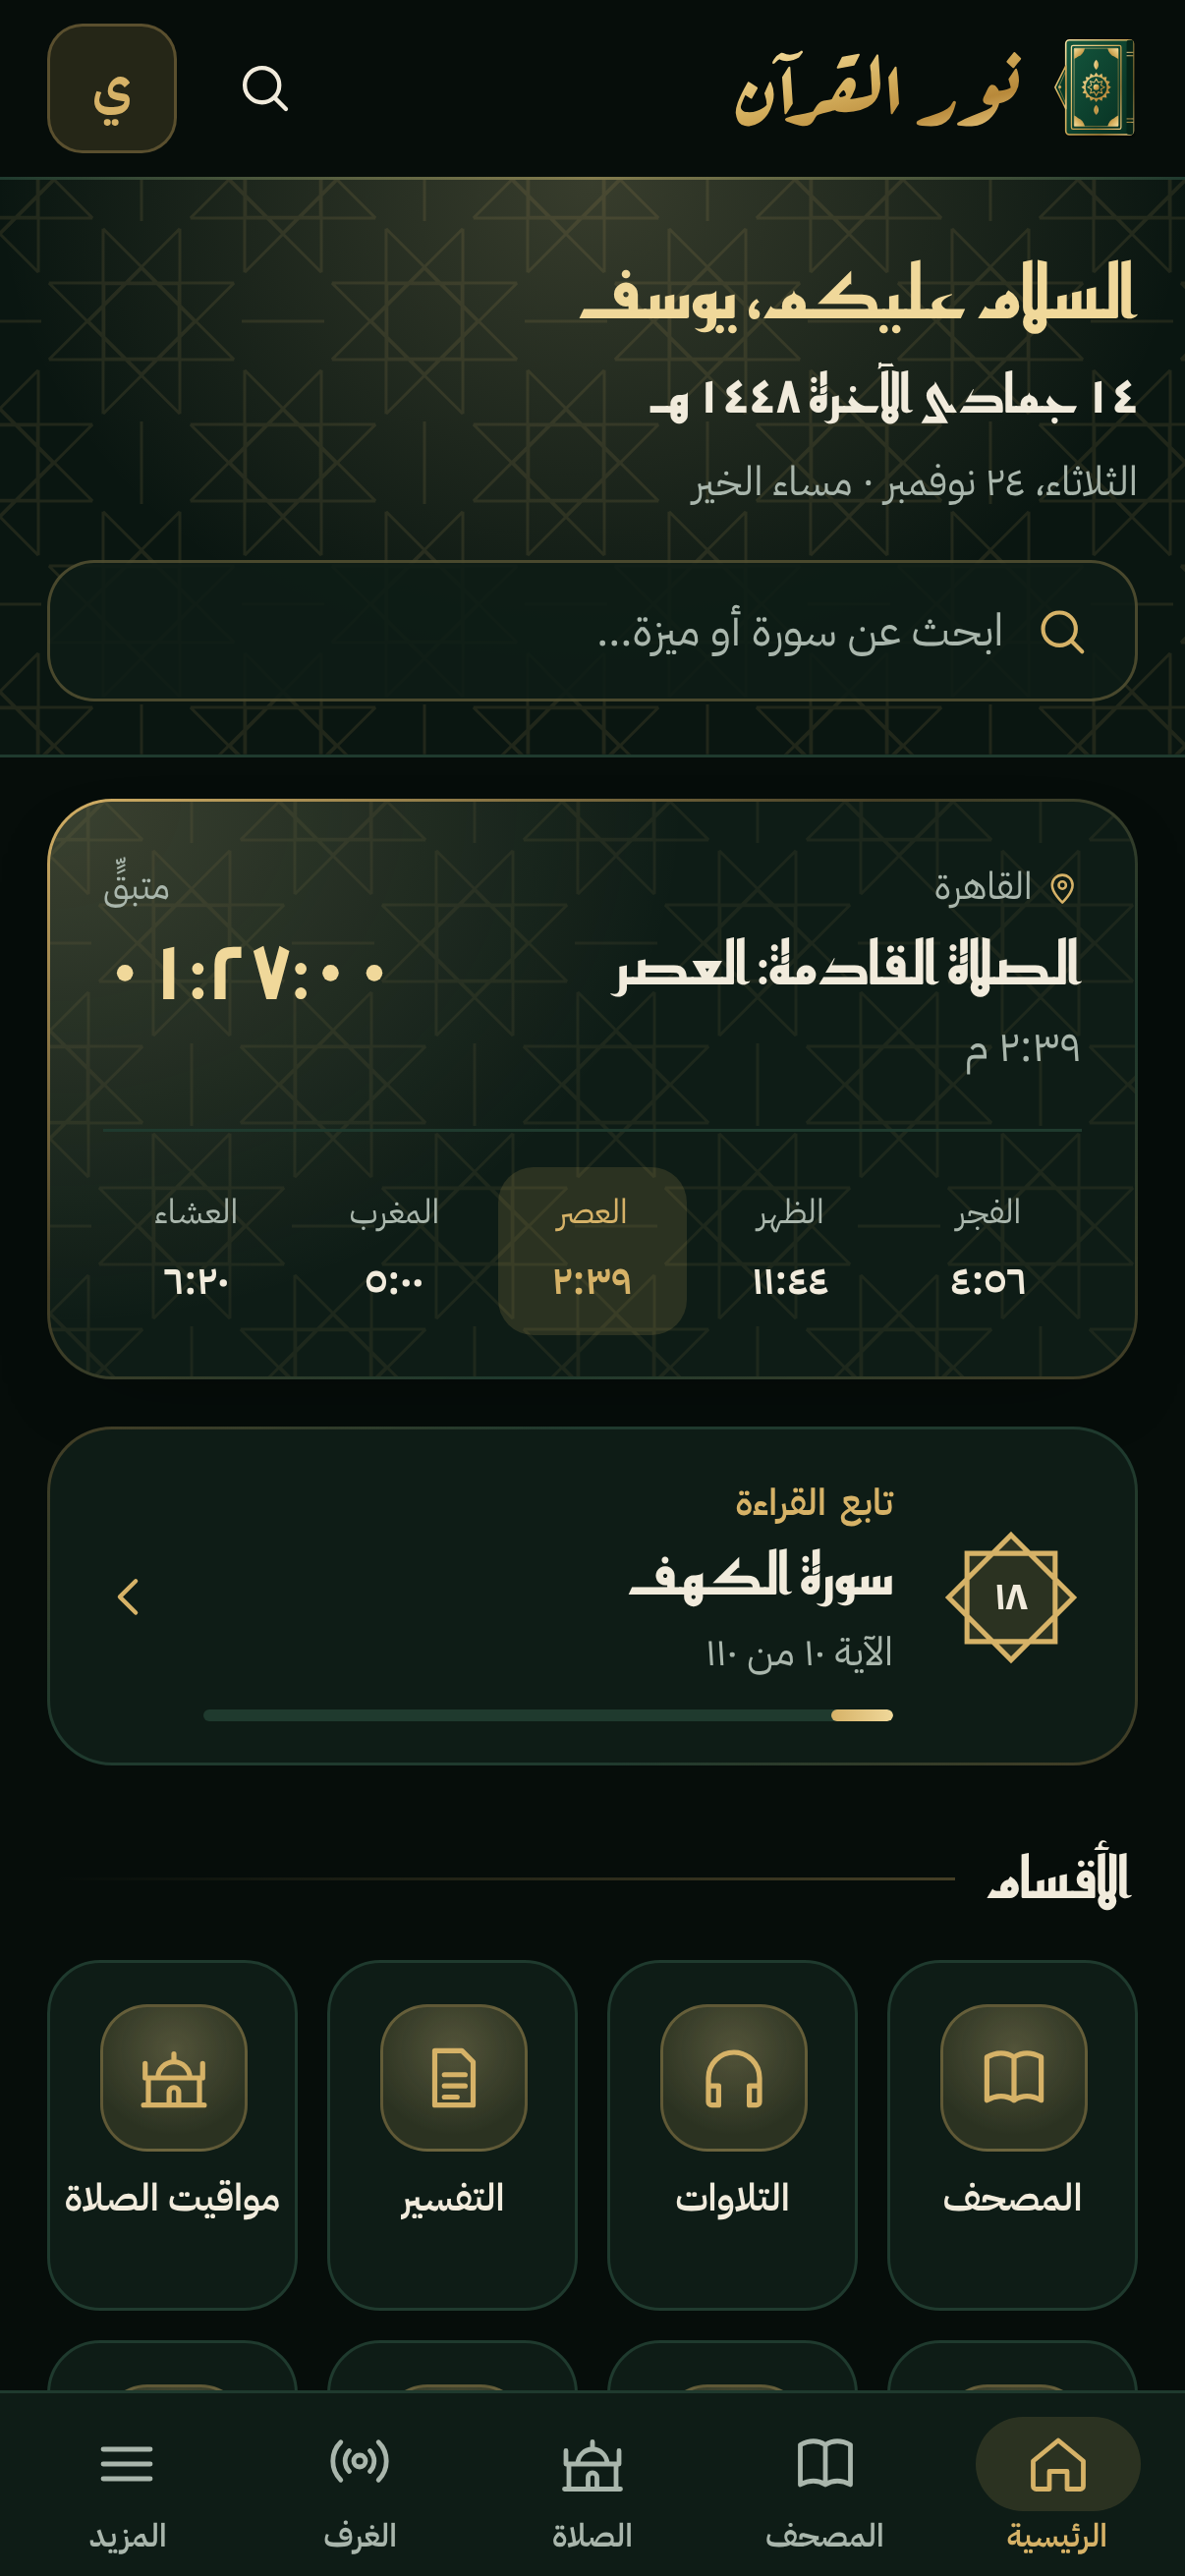 نور القرآن
ي
السلام عليكم، يوسف
١٤ جمادى الآخرة ١٤٤٨ هـ
الثلاثاء، ٢٤ نوفمبر · مساء الخير
ابحث عن سورة أو ميزة...
القاهرة
متبقٍّ
الصلاة القادمة: العصر
٠١:٢٧:٠٠
٢:٣٩ م
الفجر
الظهر
العصر
المغرب
العشاء
٤:٥٦
١١:٤٤
٢:٣٩
٥:٠٠
٦:٢٠
تابع القراءة
١٨
سورة الكهف
الآية ١٠ من ١١٠
الأقسام
المصحف
التلاوات
التفسير
مواقيت الصلاة
الرئيسية
المصحف
الصلاة
الغرف
المزيد